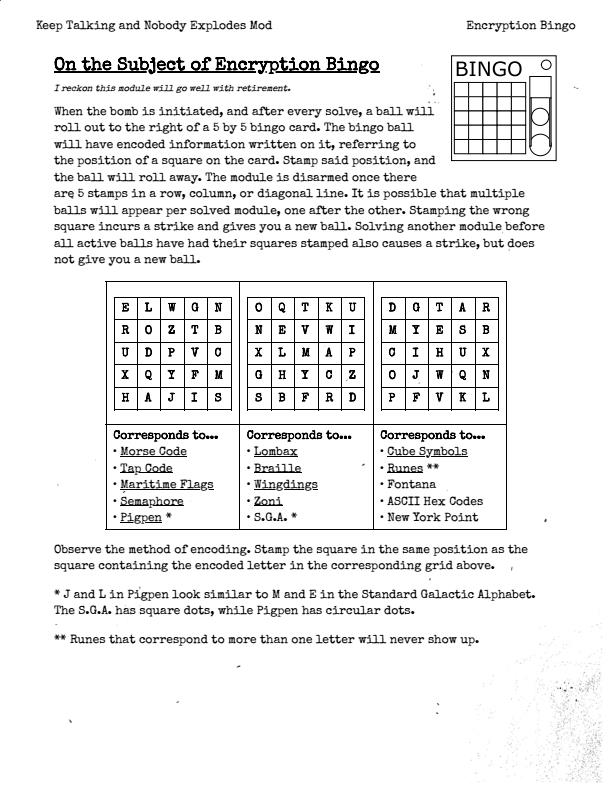 Keep Talking and Nobody Explodes Mod Encryption Bingo
On the Subject of Encryption Bingo
I reckon this module will go well with retirement.
BINGO
When the bomb is initiated, and after every solve, a ball will
roll out to the right of a 5 by 5 bingo card. The bingo ball
will have encoded information written on it, referring to
the position of a square on the card. Stamp said position, and
the ball will roll away. The module is disarmed once there
are 5 stamps in a row, column, or diagonal line. It is possible that multiple
balls will appear per solved module, one after the other. Stamping the wrong
square incurs a strike and gives you a new ball. Solving another module before
all active balls have had their squares stamped also causes a strike, but does
not give you a new ball.
E L W G N O Q T K U D G T A R
R O Z T B N E V W I M Y E S B
U D P V C X L M A P C I H U X
X Q Y F M G H Y C Z O J W Q N
H A J I S S B F R D P F V K L
Corresponds to... Corresponds to... Corresponds to...
· Morse Code · Lombax · Cube Symbols
· Tap Code · Braille · Runes **
· Maritime Flags · Wingdings · Fontana
· Semaphore · Zoni · ASCII Hex Codes
· Pigpen * · S.G.A. * · New York Point
Observe the method of encoding. Stamp the square in the same position as the
square containing the encoded letter in the corresponding grid above.
* J and L in Pigpen look similar to M and E in the Standard Galactic Alphabet.
The S.G.A. has square dots, while Pigpen has circular dots.
** Runes that correspond to more than one letter will never show up.